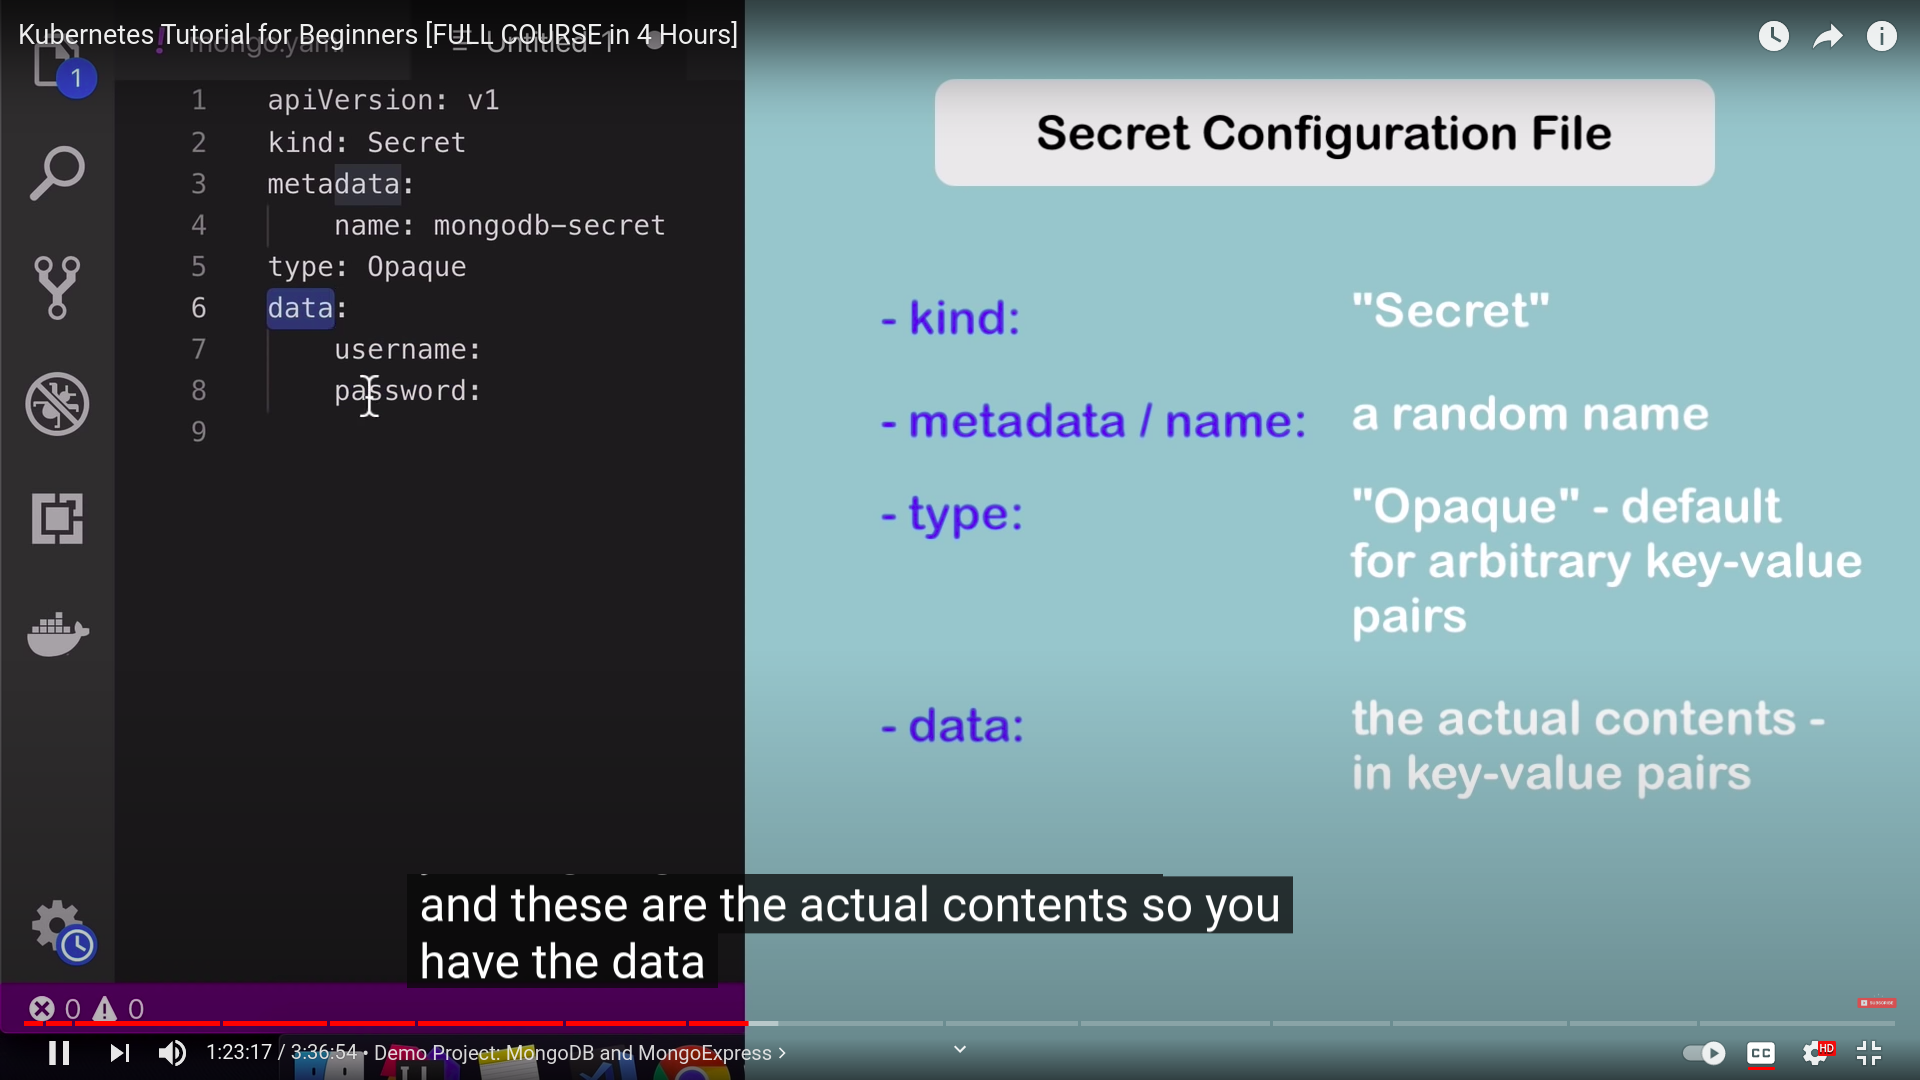 Kubernetes Tutorial for Beginners [FULL COURSE in 4 Hours]
mongo.yaml
Untitled 1
1
1 apiVersion: v1
2 kind: Secret
3 metadata:
4 name: mongodb-secret
5 type: Opaque
6 data:
7 username:
8 password:
9
Secret Configuration File
- kind: "Secret"
- metadata / name: a random name
- type: "Opaque" - default
for arbitrary key-value
pairs
- data: the actual contents -
in key-value pairs
and these are the actual contents so you
have the data
0 0
SUBSCRIBE
1:23:17 / 3:36:54 • Demo Project: MongoDB and MongoExpress
CC
HD